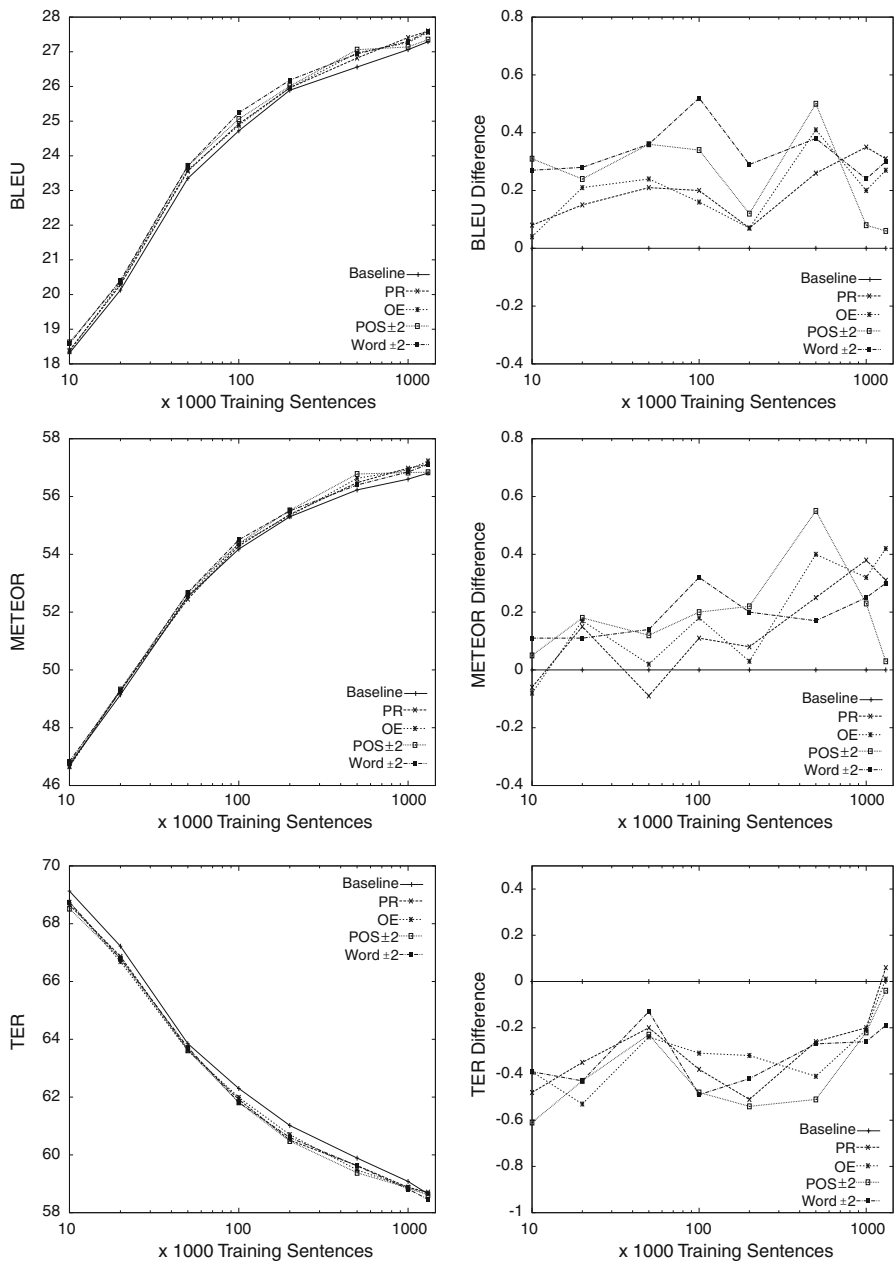 28
27
26
25
24
23
22
21
20
19
18
BLEU
Baseline
PR
OE
POS±2
Word ±2
10 100 1000
x 1000 Training Sentences
0.8
0.6
0.4
0.2
0
-0.2
-0.4
BLEU Difference
Baseline
PR
OE
POS±2
Word ±2
10 100 1000
x 1000 Training Sentences
58
56
54
52
50
48
46
METEOR
Baseline
PR
OE
POS±2
Word ±2
10 100 1000
x 1000 Training Sentences
0.8
0.6
0.4
0.2
0
-0.2
-0.4
METEOR Difference
Baseline
PR
OE
POS±2
Word ±2
10 100 1000
x 1000 Training Sentences
70
68
66
64
62
60
58
TER
Baseline
PR
OE
POS±2
Word ±2
10 100 1000
x 1000 Training Sentences
0.4
0.2
0
-0.2
-0.4
-0.6
-0.8
-1
TER Difference
Baseline
PR
OE
POS±2
Word ±2
10 100 1000
x 1000 Training Sentences